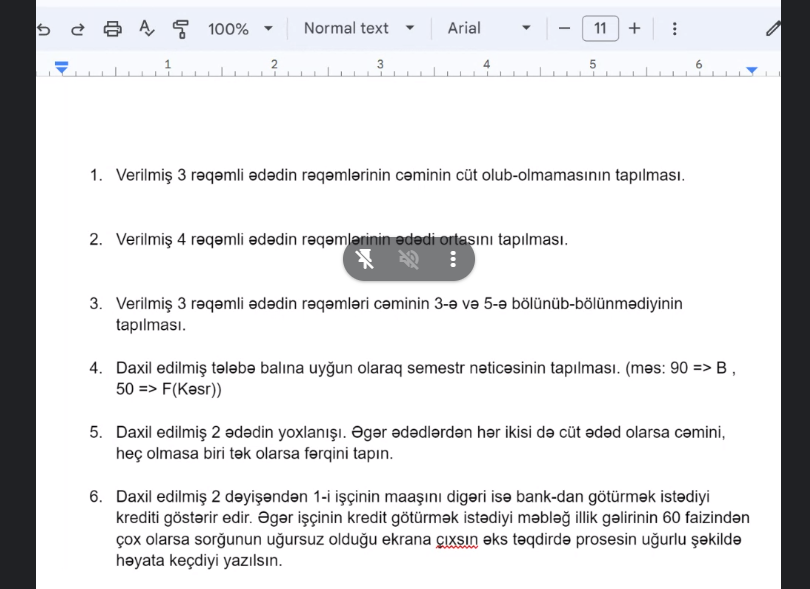 100% Normal text Arial 11
1 2 3 4 5 6
1. Verilmiş 3 rəqəmli ədədin rəqəmlərinin cəminin cüt olub-olmamasının tapılması.
2. Verilmiş 4 rəqəmli ədədin rəqəmlərinin ədədi ortasını tapılması.
3. Verilmiş 3 rəqəmli ədədin rəqəmləri cəminin 3-ə və 5-ə bölünüb-bölünmədiyinin
tapılması.
4. Daxil edilmiş tələbə balına uyğun olaraq semestr nəticəsinin tapılması. (məs: 90 => B ,
50 => F(Kəsr))
5. Daxil edilmiş 2 ədədin yoxlanışı. Əgər ədədlərdən hər ikisi də cüt ədəd olarsa cəmini,
heç olmasa biri tək olarsa fərqini tapın.
6. Daxil edilmiş 2 dəyişəndən 1-i işçinin maaşını digəri isə bank-dan götürmək istədiyi
krediti göstərir edir. Əgər işçinin kredit götürmək istədiyi məbləğ illik gəlirinin 60 faizindən
çox olarsa sorğunun uğursuz olduğu ekrana çıxsın əks təqdirdə prosesin uğurlu şəkildə
həyata keçdiyi yazılsın.